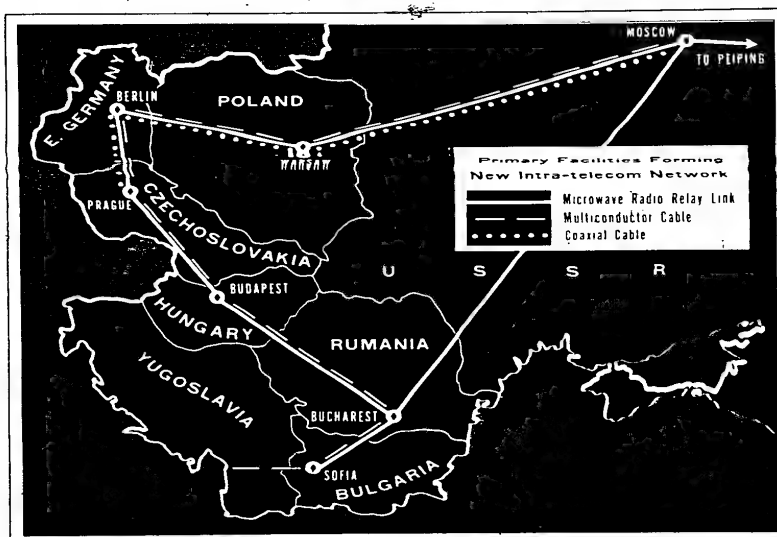 MOSCOW
TO PEIPING
E. GERMANY
BERLIN
POLAND
WARSAW
Primary Facilities Forming
New Intra-telecom Network
Microwave Radio Relay Link
Multiconductor Cable
Coaxial Cable
PRAGUE
CZECHOSLOVAKIA
U S S R
BUDAPEST
HUNGARY
RUMANIA
YUGOSLAVIA
BUCHAREST
SOFIA
BULGARIA